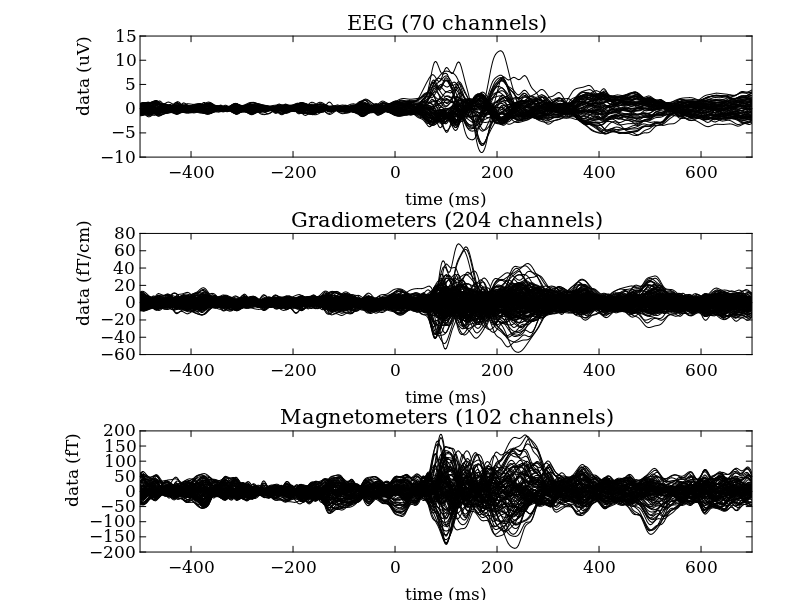 EEG (70 channels)
15
10
5
0
−5
−10
data (uV)
−400 −200 0 200 400 600
time (ms)
Gradiometers (204 channels)
80
60
40
20
0
−20
−40
−60
data (fT/cm)
−400 −200 0 200 400 600
time (ms)
Magnetometers (102 channels)
200
150
100
50
0
−50
−100
−150
−200
data (fT)
−400 −200 0 200 400 600
time (ms)